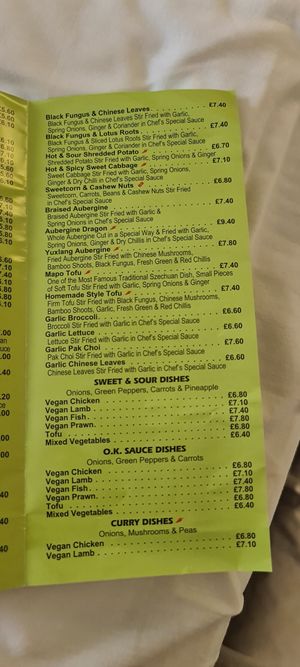 Black Fungus & Chinese Leaves £7.40
Black Fungus & Chinese Leaves Stir Fried with Garlic,
Spring Onions, Ginger & Coriander in Chef's Special Sauce
Black Fungus & Lotus Roots £7.40
Black Fungus & Sliced Lotus Roots Stir Fried with Garlic,
Spring Onions, Ginger & Coriander in Chef's Special Sauce
Hot & Sour Shredded Potato £6.70
Shredded Potato Stir Fried with Garlic, Spring Onions & Ginger
Hot & Spicy Sweet Cabbage £7.10
Sweet Cabbage Stir Fried with Garlic, Spring Onions,
Ginger & Dry Chilli in Chef's Special Sauce
Sweetcorn & Cashew Nuts £6.80
Sweetcorn, Carrots, Beans & Cashew Nuts Stir Fried
in Chef's Special Sauce
Braised Aubergine £7.40
Braised Aubergine Stir Fried with Garlic &
Spring Onions in Chef's Special Sauce
Aubergine Dragon £9.40
Whole Aubergine Cut in a Special Way & Fried with Garlic,
Spring Onions, Ginger & Dry Chillis in Chef's Special Sauce
Yuxlang Aubergine £7.80
Fried Aubergine Stir Fried with Chinese Mushrooms,
Bamboo Shoots, Black Fungus, Fresh Green & Red Chillis
Mapo Tofu £7.40
One of the Most Famous Traditional Szechuan Dish, Small Pieces
of Soft Tofu Stir Fried with Garlic, Spring Onions & Ginger
Homemade Style Tofu £7.40
Firm Tofu Stir Fried with Black Fungus, Chinese Mushrooms,
Bamboo Shoots, Garlic, Fresh Green & Red Chillis
Garlic Broccoli £6.60
Broccoli Stir Fried with Garlic in Chef's Special Sauce
Garlic Lettuce £6.60
Lettuce Stir Fried with Garlic in Chef's Special Sauce
Garlic Pak Choi £7.60
Pak Choi Stir Fried with Garlic in Chef's Special Sauce
Garlic Chinese Leaves £6.60
Chinese Leaves Stir Fried with Garlic in Chef's Special Sauce
SWEET & SOUR DISHES
Onions, Green Peppers, Carrots & Pineapple
Vegan Chicken £6.80
Vegan Lamb £7.10
Vegan Fish £7.40
Vegan Prawn £7.80
Tofu £6.80
Mixed Vegetables £6.40
O.K. SAUCE DISHES
Onions, Green Peppers & Carrots
Vegan Chicken £6.80
Vegan Lamb £7.10
Vegan Fish £7.40
Vegan Prawn £7.80
Tofu £6.80
Mixed Vegetables £6.40
CURRY DISHES
Onions, Mushrooms & Peas
Vegan Chicken £6.80
Vegan Lamb £7.10